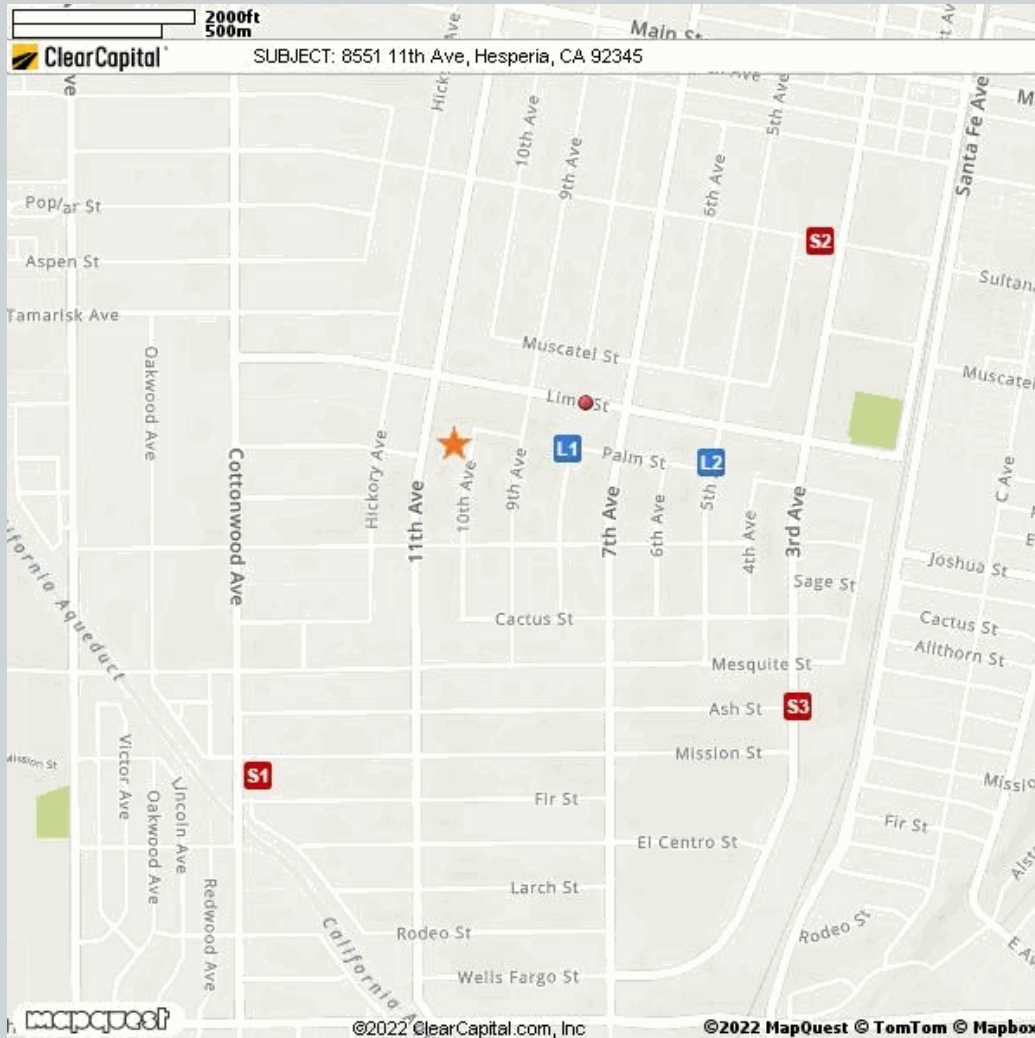 2000ft
500m
Main St
ClearCapital
SUBJECT: 8551 11th Ave, Hesperia, CA 92345
ve
Ave
Hick
10th Ave
9th Ave
6th Ave
5th Ave
Santa Fe Ave
Poplar St
S2
Aspen St
Sultan
Tamarisk Ave
Oakwood Ave
Muscatel St
Muscatel
Lime St
Hickory Ave
L1
Palm St
L2
Cottonwood Ave
11th Ave
10th Ave
9th Ave
7th Ave
6th Ave
5th
4th Ave
3rd Ave
C Ave
Joshua St
Sage St
California Aqueduct
Cactus St
Cactus St
Allthorn St
Mesquite St
Ash St
S3
Mission St
Mission St
S1
Victor Ave
Oakwood Ave
Lincoln Ave
Redwood Ave
Fir St
Fir St
El Centro St
Larch St
Rodeo St
Rodeo St
California A
Wells Fargo St
mapquest
©2022 ClearCapital.com, Inc
©2022 MapQuest © TomTom © Mapbox